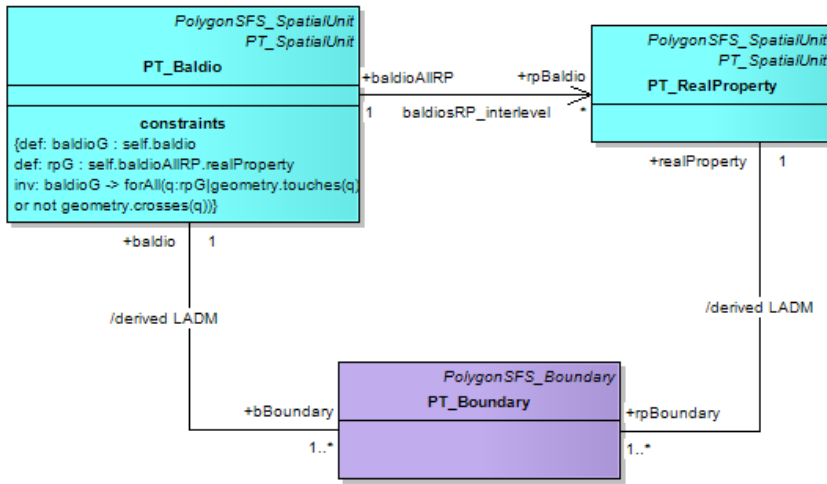 PolygonSFS_SpatialUnit
PT_SpatialUnit
PT_Baldio
constraints
{def: baldioG : self.baldio
def: rpG : self.baldioAllRP.realProperty
inv: baldioG -> forAll(q:rpG|geometry.touches(q)
or not geometry.crosses(q))}
+baldioAllRP
+rpBaldio
1
baldiosRP_interlevel
*
PolygonSFS_SpatialUnit
PT_SpatialUnit
PT_RealProperty
+realProperty
1
+baldio
1
/derived LADM
/derived LADM
PolygonSFS_Boundary
PT_Boundary
+bBoundary
1..*
+rpBoundary
1..*